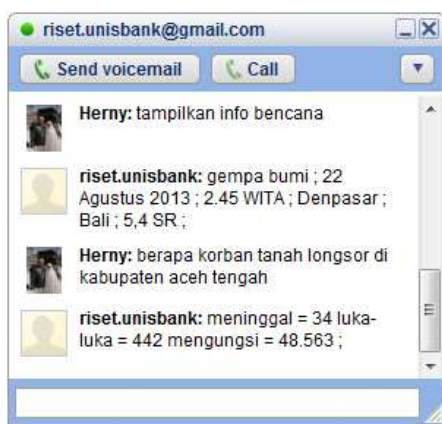 riset.unisbank@gmail.com
Send voicemail Call
Herny: tampilkan info bencana
riset.unisbank: gempa bumi ; 22
Agustus 2013 ; 2.45 WITA ; Denpasar ;
Bali ; 5,4 SR ;
Herny: berapa korban tanah longsor di
kabupaten aceh tengah
riset.unisbank: meninggal = 34 luka-
luka = 442 mengungsi = 48.563 ;